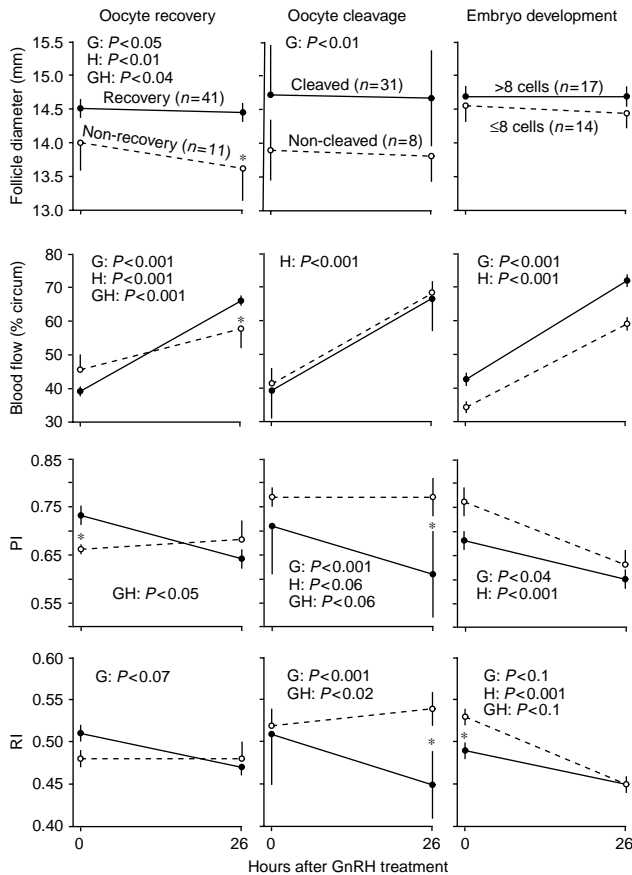 Oocyte recovery
Oocyte cleavage
Embryo development
Follicle diameter (mm)
15.5
15.0
14.5
14.0
13.5
13.0
G: P<0.05
H: P<0.01
GH: P<0.04
Recovery (n=41)
Non-recovery (n=11)
*
G: P<0.01
Cleaved (n=31)
Non-cleaved (n=8)
>8 cells (n=17)
≤8 cells (n=14)
Blood flow (% circum)
80
70
60
50
40
30
G: P<0.001
H: P<0.001
GH: P<0.001
*
H: P<0.001
G: P<0.001
H: P<0.001
PI
0.85
0.75
0.65
0.55
*
GH: P<0.05
*
G: P<0.001
H: P<0.06
GH: P<0.06
G: P<0.04
H: P<0.001
RI
0.60
0.55
0.50
0.45
0.40
G: P<0.07
G: P<0.001
GH: P<0.02
*
G: P<0.1
H: P<0.001
GH: P<0.1
*
0 26 0 26 0 26
Hours after GnRH treatment